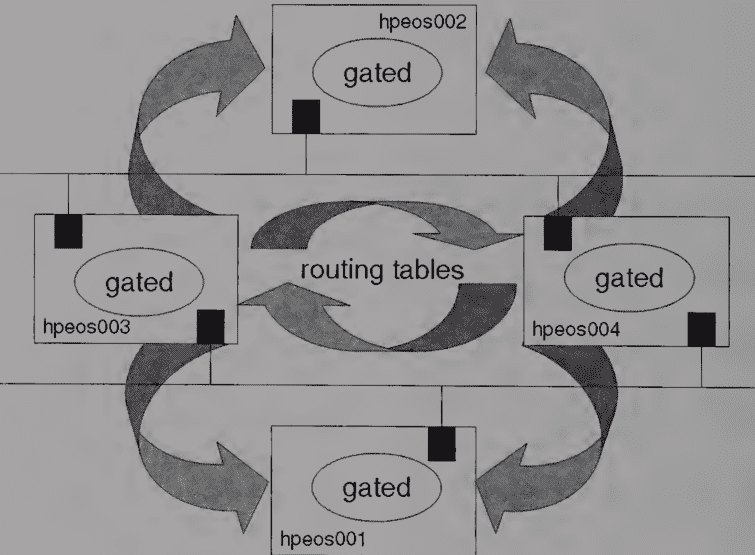 hpeos002
gated
gated
hpeos003
routing tables
gated
hpeos004
gated
hpeos001